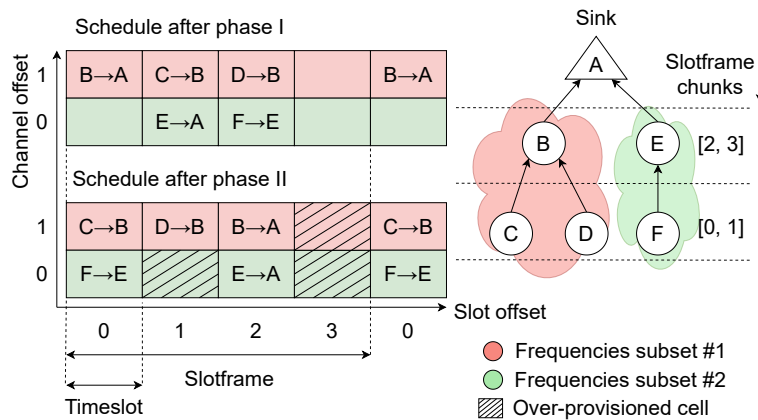 Schedule after phase I
Channel offset
1
B→A
C→B
D→B
B→A
0
E→A
F→E
Schedule after phase II
1
C→B
D→B
B→A
C→B
0
F→E
E→A
F→E
Slot offset
0
1
2
3
0
Slotframe
Timeslot
Sink
A
Slotframe
chunks
B
E
[2, 3]
C
D
F
[0, 1]
Frequencies subset #1
Frequencies subset #2
Over-provisioned cell